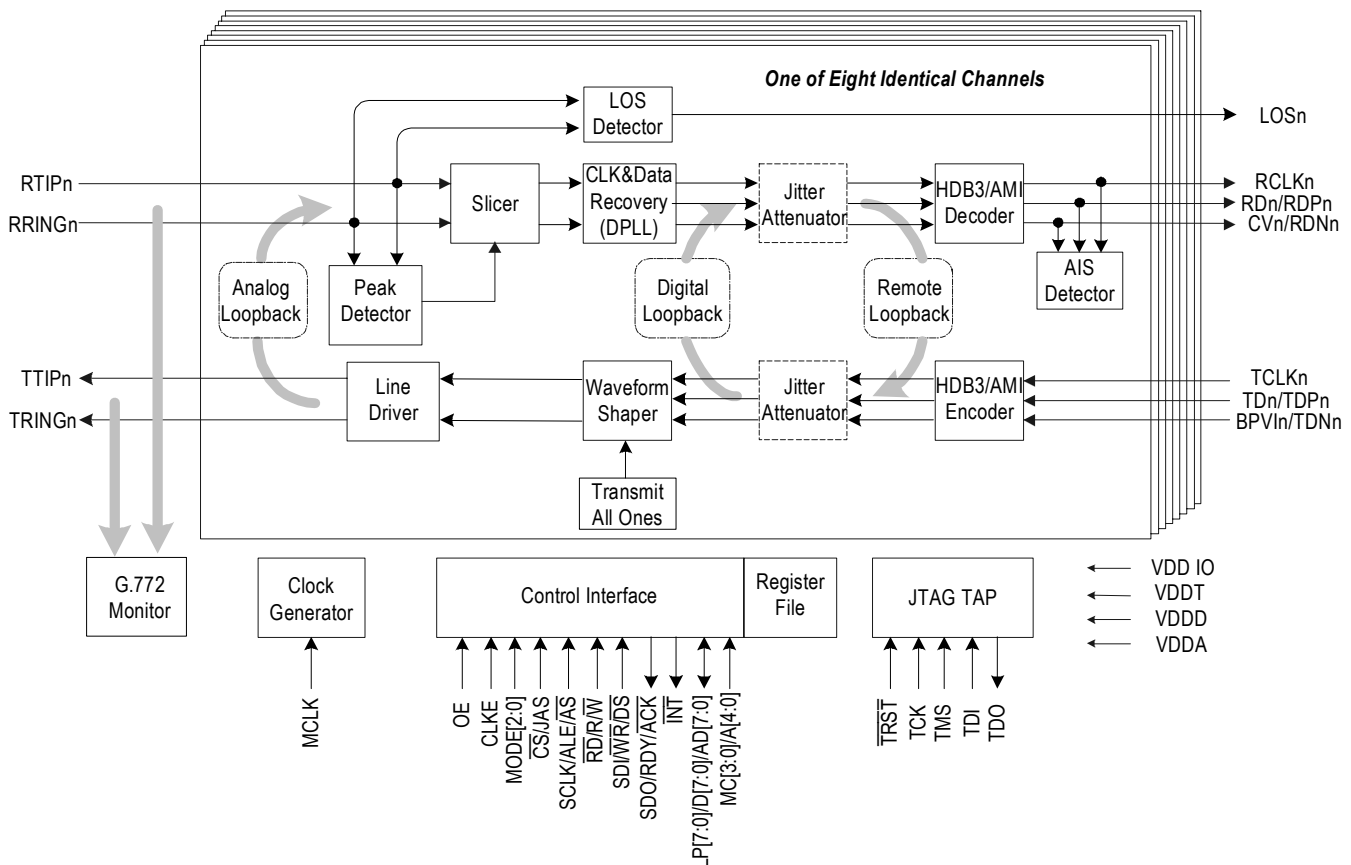 One of Eight Identical Channels
LOS
Detector
LOSn
RTIPn
RRINGn
Slicer
CLK&Data
Recovery
(DPLL)
Jitter
Attenuator
HDB3/AMI
Decoder
RCLKn
RDn/RDPn
CVn/RDNn
Analog
Loopback
Peak
Detector
Digital
Loopback
Remote
Loopback
AIS
Detector
TTIPn
TRINGn
Line
Driver
Waveform
Shaper
Jitter
Attenuator
HDB3/AMI
Encoder
TCLKn
TDn/TDPn
BPVIn/TDNn
Transmit
All Ones
G.772
Monitor
Clock
Generator
Control Interface
Register
File
JTAG TAP
VDD IO
VDDT
VDDD
VDDA
MCLK
OE
CLKE
MODE[2:0]
CS/JAS
SCLK/ALE/AS
RD/R/W
SDI/WR/DS
SDO/RDY/ACK
INT
P[7:0]/D[7:0]/AD[7:0]
MC[3:0]/A[4:0]
TRST
TCK
TMS
TDI
TDO